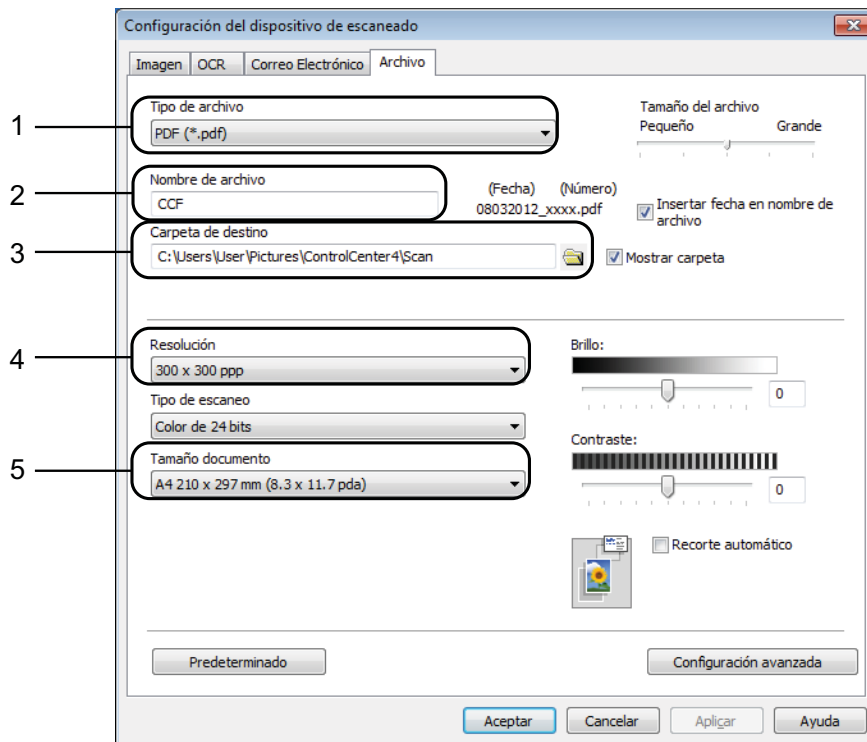 Configuración del dispositivo de escaneado
Imagen OCR Correo Electrónico Archivo
1
Tipo de archivo
PDF (*.pdf)
Tamaño del archivo
Pequeño Grande
2
Nombre de archivo
CCF
(Fecha) (Número)
08032012_xxxx.pdf
Insertar fecha en nombre de
archivo
3
Carpeta de destino
C:\Users\User\Pictures\ControlCenter4\Scan
Mostrar carpeta
4
Resolución
300 x 300 ppp
Tipo de escaneo
Color de 24 bits
5
Tamaño documento
A4 210 x 297 mm (8.3 x 11.7 pda)
Brillo:
0
Contraste:
0
Recorte automático
Predeterminado
Configuración avanzada
Aceptar Cancelar Aplicar Ayuda